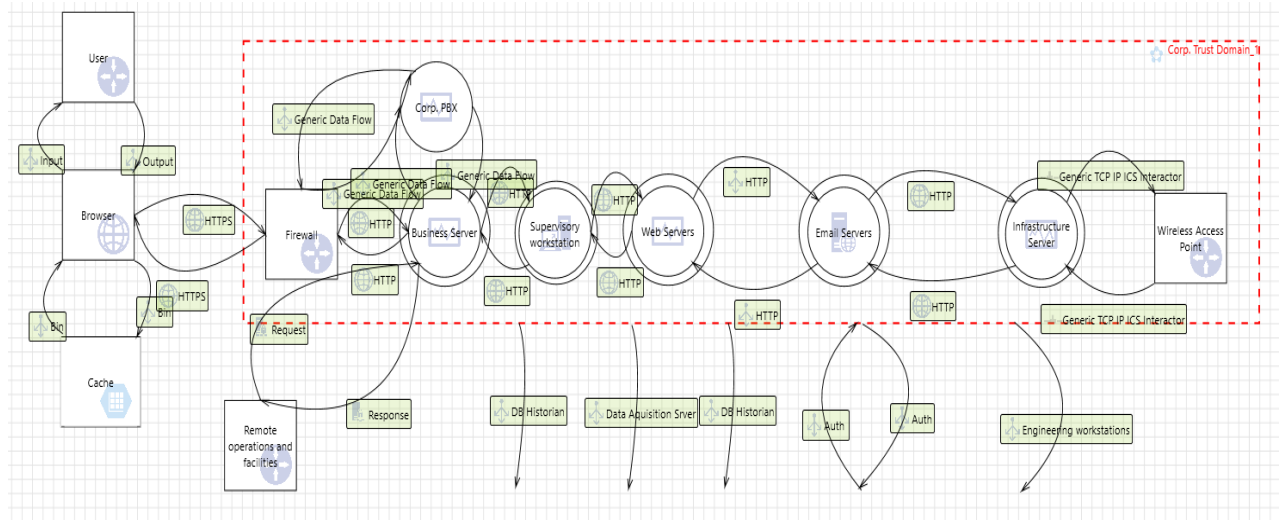 User
Corp. Trust Domain_1
Corp. PBX
Generic Data Flow
Input
Output
Generic Data Flow
Generic Data Flow
Generic Data Flow
HTTP
HTTP
HTTP
HTTP
Generic TCP IP ICS Interactor
Browser
HTTPS
Firewall
HTTP
Business Server
Supervisory
workstation
Web Servers
Email Servers
Infrastructure
Server
Wireless Access
Point
HTTPS
HTTP
HTTP
HTTP
HTTP
HTTP
Generic TCP IP ICS Interactor
Bin
Bin
Request
Cache
Response
DB Historian
Data Aquisition Srver
DB Historian
Auth
Auth
Engineering workstations
Remote
operations and
facilities